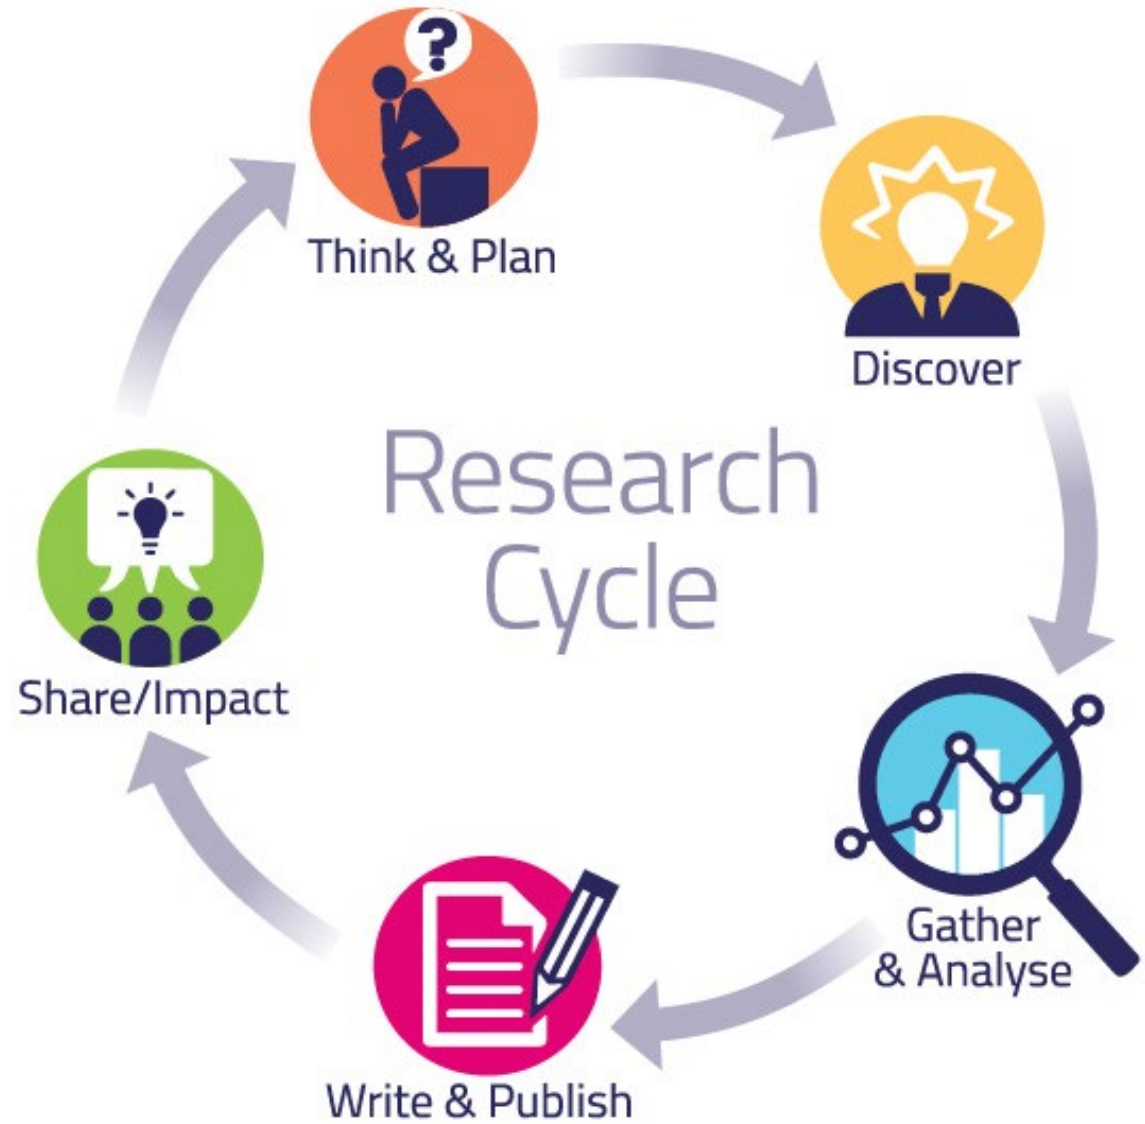 ?
Think & Plan
Discover
Research
Cycle
Share/Impact
Gather
& Analyse
Write & Publish